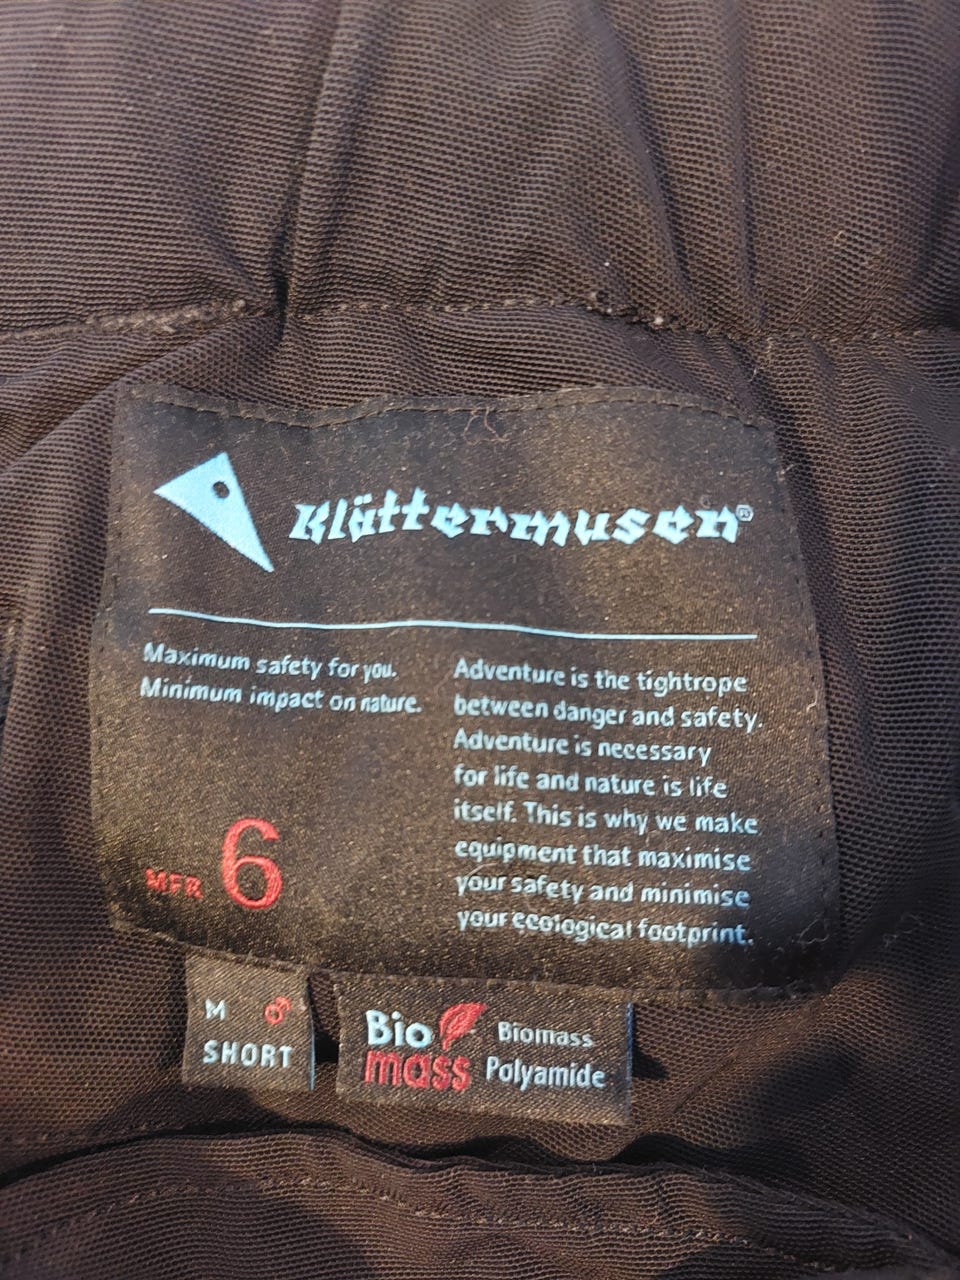 Klättermusen®
Maximum safety for you.
Minimum impact on nature.
Adventure is the tightrope
between danger and safety.
Adventure is necessary
for life and nature is life
itself. This is why we make
equipment that maximise
your safety and minimise
your ecological footprint.
MFR 6
M ♂
SHORT
Bio
mass
Biomass
Polyamide